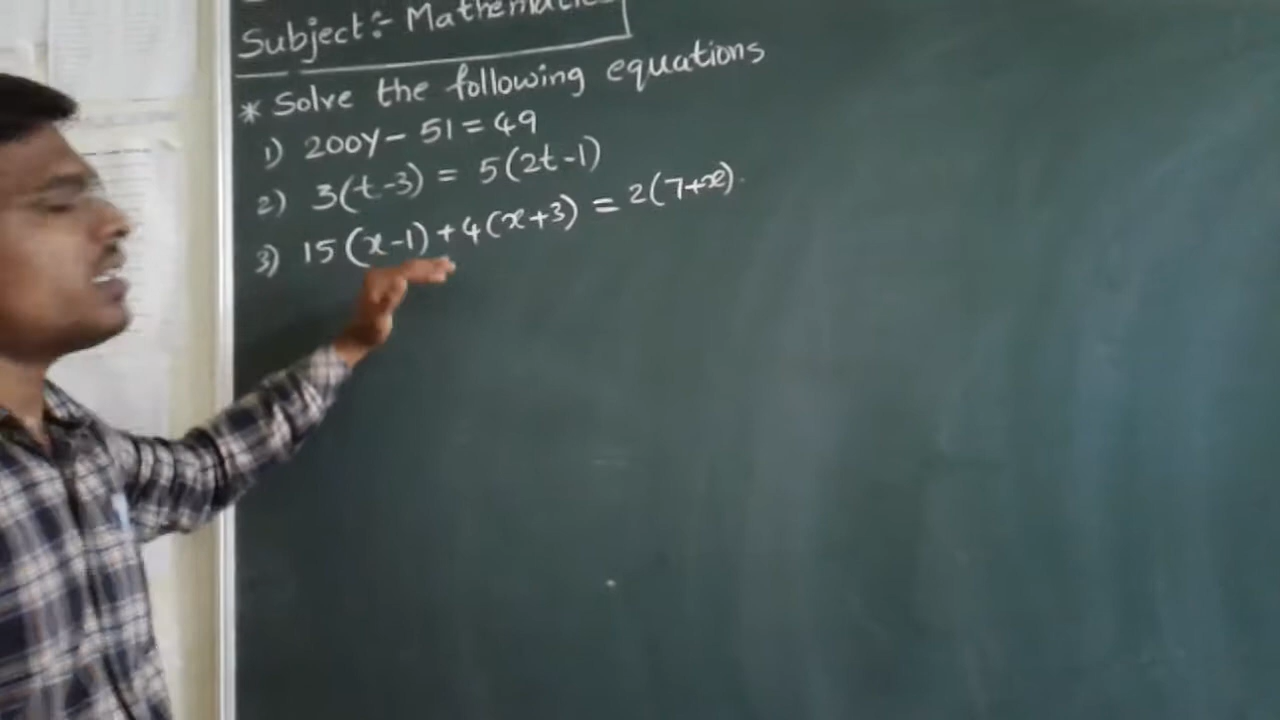 Subject:- Mathematics
* Solve the following equations
1) 200y - 51 = 49
2) 3(t-3) = 5(2t-1)
3) 15(x-1)+4(x+3) = 2(7+x).